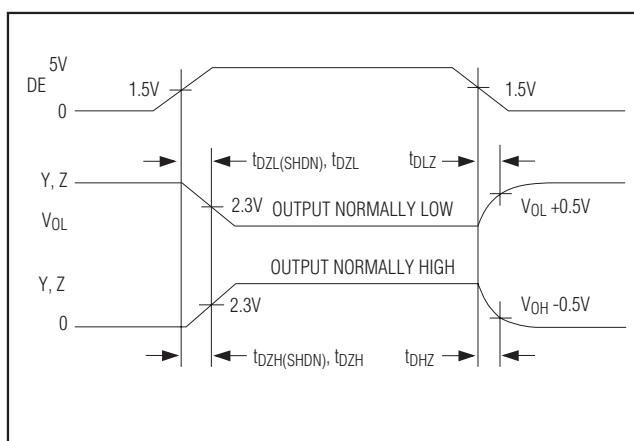 5V
DE
1.5V
1.5V
0
tDZL(SHDN), tDZL
tDLZ
Y, Z
2.3V
OUTPUT NORMALLY LOW
VOL +0.5V
VOL
OUTPUT NORMALLY HIGH
Y, Z
2.3V
VOH -0.5V
0
tDZH(SHDN), tDZH
tDHZ